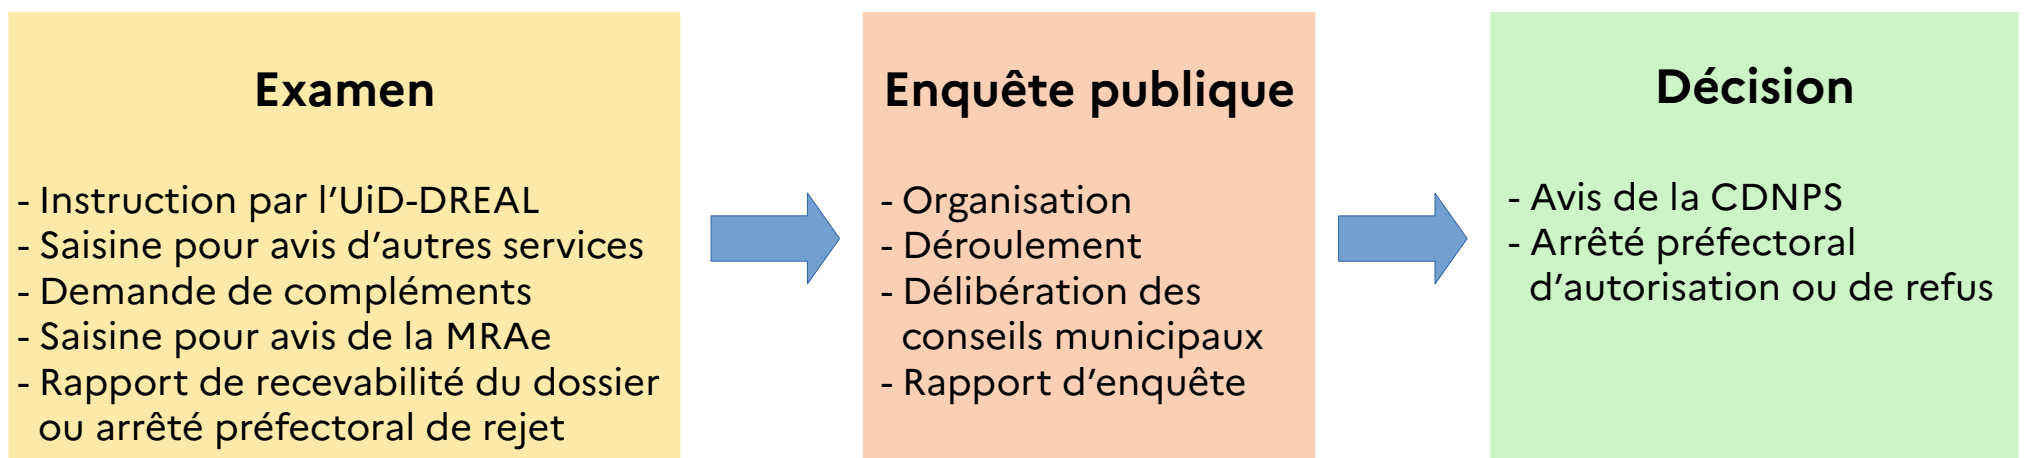 Examen
- Instruction par l’UiD-DREAL
- Saisine pour avis d’autres services
- Demande de compléments
- Saisine pour avis de la MRAe
- Rapport de recevabilité du dossier
ou arrêté préfectoral de rejet
Enquête publique
- Organisation
- Déroulement
- Délibération des
conseils municipaux
- Rapport d’enquête
Décision
- Avis de la CDNPS
- Arrêté préfectoral
d’autorisation ou de refus